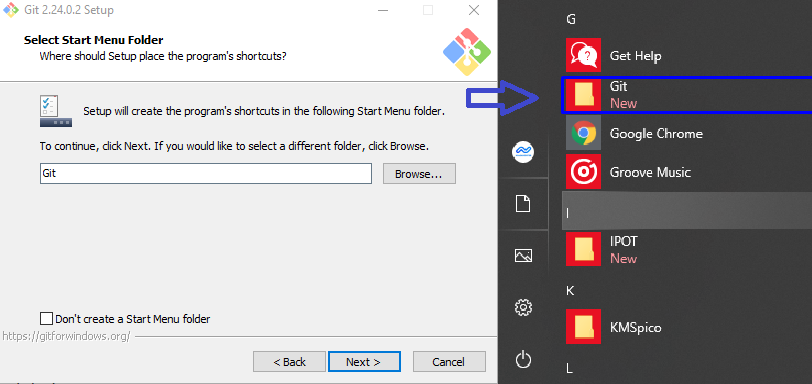 Git 2.24.0.2 Setup
Select Start Menu Folder
Where should Setup place the program's shortcuts?
Setup will create the program's shortcuts in the following Start Menu folder.
To continue, click Next. If you would like to select a different folder, click Browse.
Git
Browse...
Don't create a Start Menu folder
https://gitforwindows.org/
< Back
Next >
Cancel
G
Get Help
Git
New
Google Chrome
Groove Music
I
IPOT
New
K
KMSpico
L